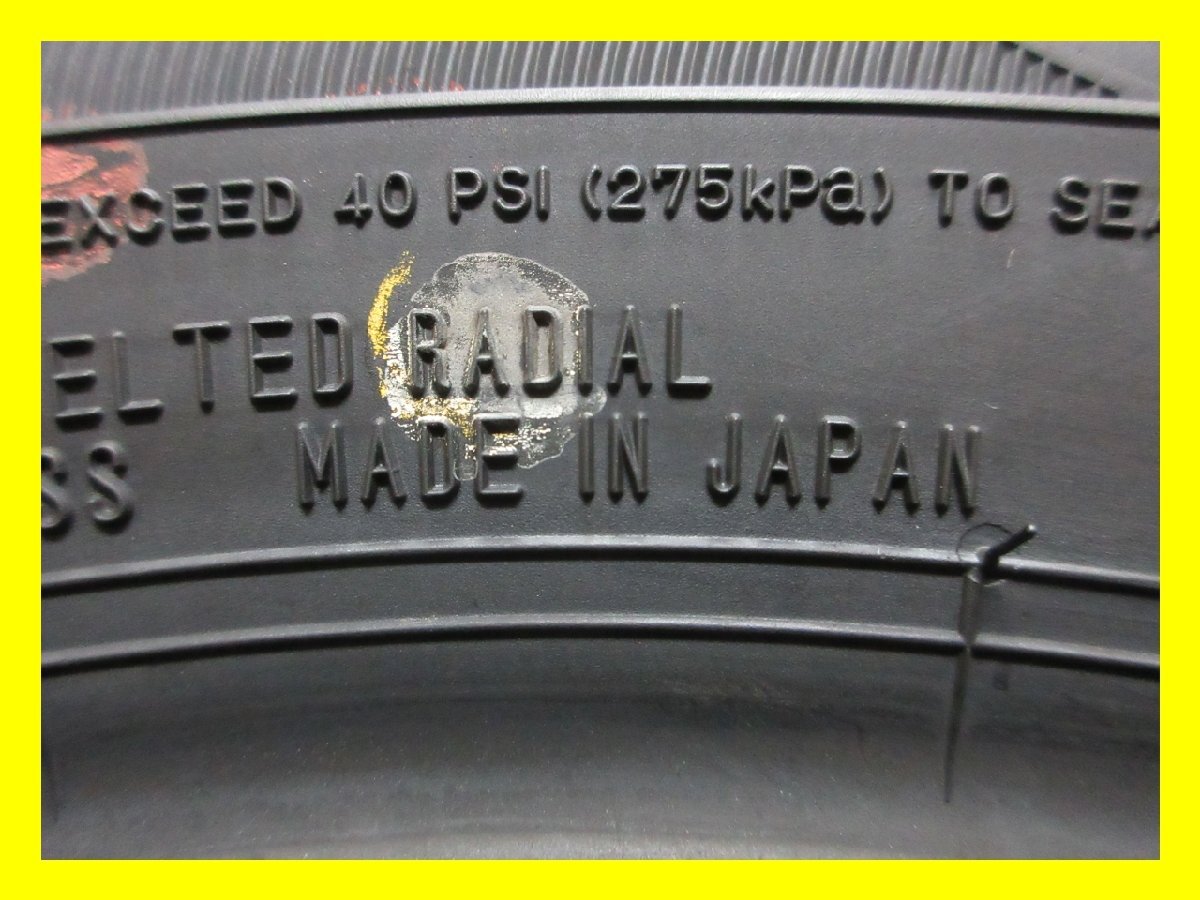 EXCEED 40 PSI (275kPa) TO SEA
ELTED RADIAL
SS MADE IN JAPAN